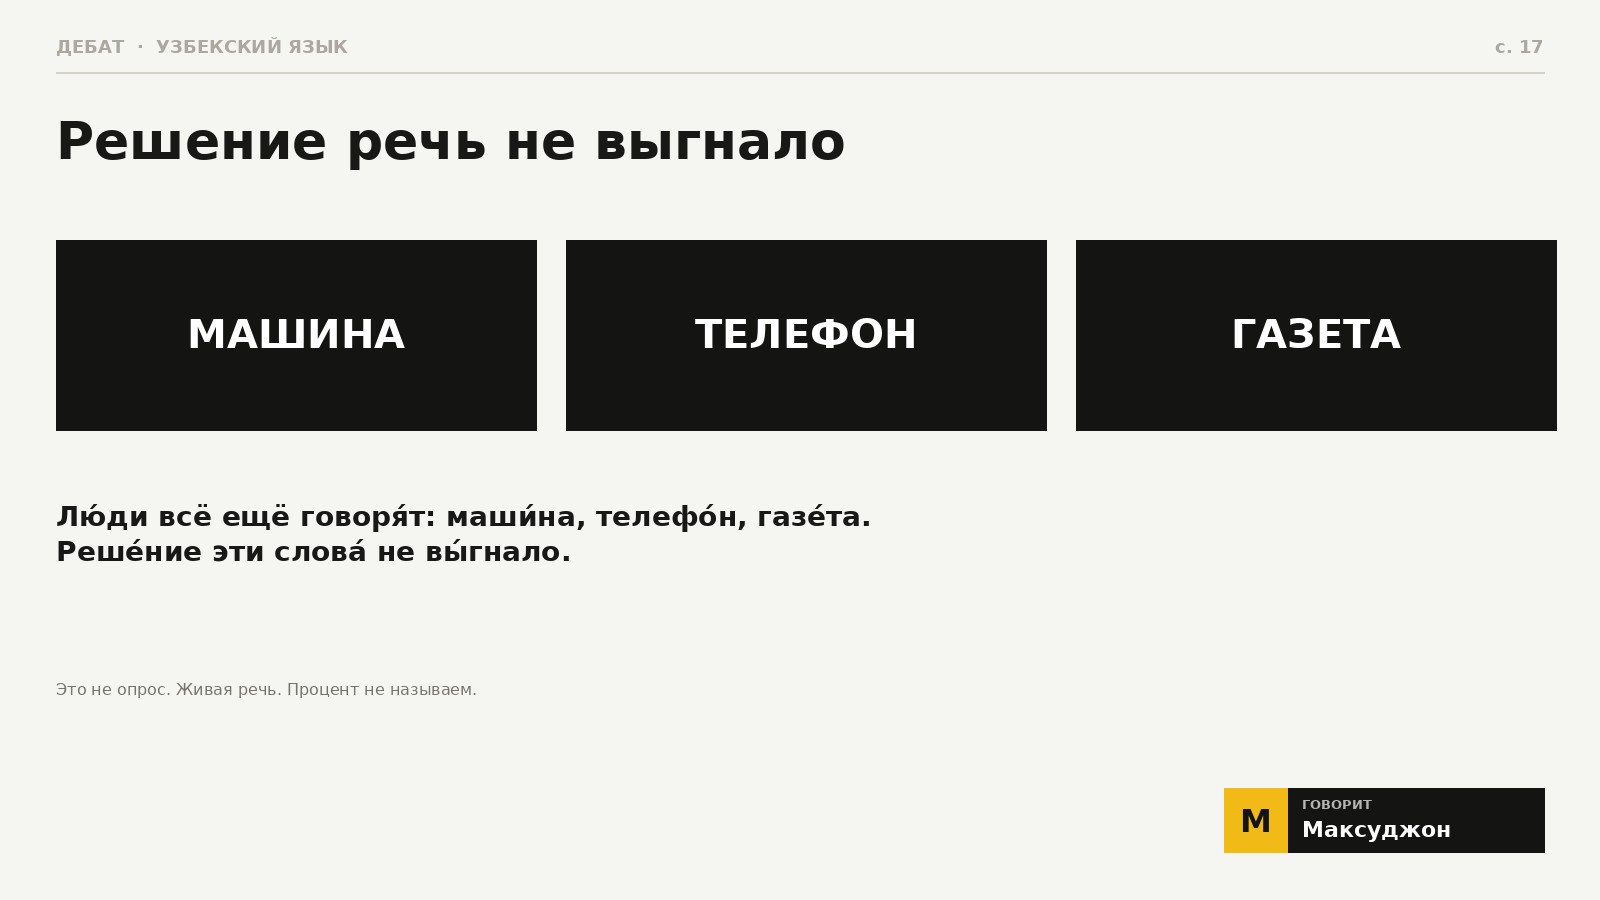 ДЕБАТ · УЗБЕКСКИЙ ЯЗЫК
с. 17
Решение речь не выгнало
МАШИНА
ТЕЛЕФОН
ГАЗЕТА
Лю́ди всё ещё говоря́т: маши́на, телефо́н, газе́та.
Реше́ние эти слова́ не вы́гнало.
Это не опрос. Живая речь. Процент не называем.
М
ГОВОРИТ
Максуджон